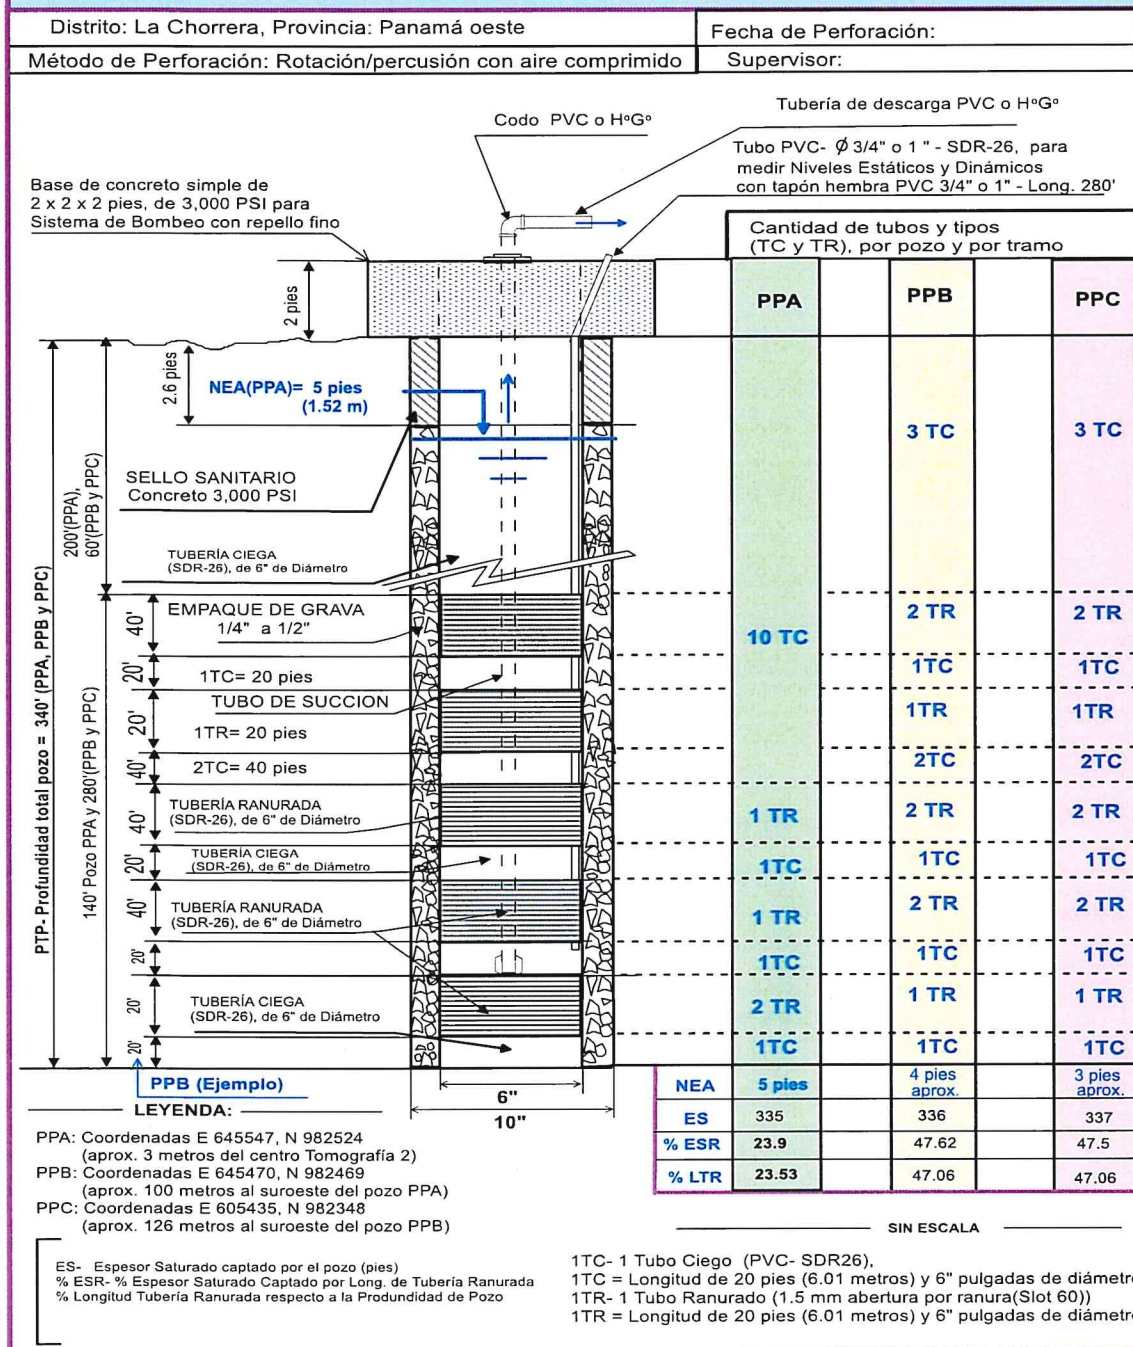 Distrito: La Chorrera, Provincia: Panamá oeste
Fecha de Perforación:
Método de Perforación: Rotación/percusión con aire comprimido
Supervisor:
Codo PVC o HºGº
Tubería de descarga PVC o HºGº
Tubo PVC- Ø 3/4" o 1 " - SDR-26, para
medir Niveles Estáticos y Dinámicos
con tapón hembra PVC 3/4" o 1" - Long. 280'
Base de concreto simple de
2 x 2 x 2 pies, de 3,000 PSI para
Sistema de Bombeo con repello fino
Cantidad de tubos y tipos
(TC y TR), por pozo y por tramo
PPA
PPB
PPC
2 pies
2.6 pies
NEA(PPA)= 5 pies
(1.52 m)
3 TC
3 TC
SELLO SANITARIO
Concreto 3,000 PSI
200'(PPA),
60'(PPB y PPC)
TUBERÍA CIEGA
(SDR-26), de 6" de Diámetro
PTP- Profundidad total pozo = 340' (PPA, PPB y PPC)
140' Pozo PPA y 280'(PPB y PPC)
40'
EMPAQUE DE GRAVA
1/4" a 1/2"
10 TC
2 TR
2 TR
20'
1TC= 20 pies
1TC
1TC
TUBO DE SUCCION
20'
1TR= 20 pies
1TR
1TR
40'
2TC= 40 pies
2TC
2TC
40'
TUBERÍA RANURADA
(SDR-26), de 6" de Diámetro
1 TR
2 TR
2 TR
20'
TUBERÍA CIEGA
(SDR-26), de 6" de Diámetro
1TC
1TC
1TC
40'
TUBERÍA RANURADA
(SDR-26), de 6" de Diámetro
1 TR
2 TR
2 TR
20'
1TC
1TC
1TC
20'
TUBERÍA CIEGA
(SDR-26), de 6" de Diámetro
2 TR
1 TR
1 TR
20'
1TC
1TC
1TC
PPB (Ejemplo)
6"
10"
NEA
5 pies
4 pies
aprox.
3 pies
aprox.
ES
335
336
337
% ESR
23.9
47.62
47.5
% LTR
23.53
47.06
47.06
LEYENDA:
PPA: Coordenadas E 645547, N 982524
(aprox. 3 metros del centro Tomografía 2)
PPB: Coordenadas E 645470, N 982469
(aprox. 100 metros al suroeste del pozo PPA)
PPC: Coordenadas E 605435, N 982348
(aprox. 126 metros al suroeste del pozo PPB)
SIN ESCALA
ES- Espesor Saturado captado por el pozo (pies)
% ESR- % Espesor Saturado Captado por Long. de Tubería Ranurada
% Longitud Tubería Ranurada respecto a la Produndidad de Pozo
1TC- 1 Tubo Ciego (PVC- SDR26),
1TC = Longitud de 20 pies (6.01 metros) y 6" pulgadas de diámetr
1TR- 1 Tubo Ranurado (1.5 mm abertura por ranura(Slot 60))
1TR = Longitud de 20 pies (6.01 metros) y 6" pulgadas de diámetr